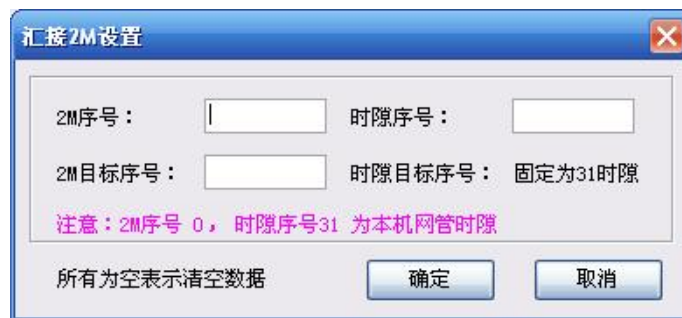 汇接2M设置
2M序号： 时隙序号：
2M目标序号： 时隙目标序号： 固定为31时隙
注意：2M序号 0， 时隙序号31 为本机网管时隙
所有为空表示清空数据 确定 取消